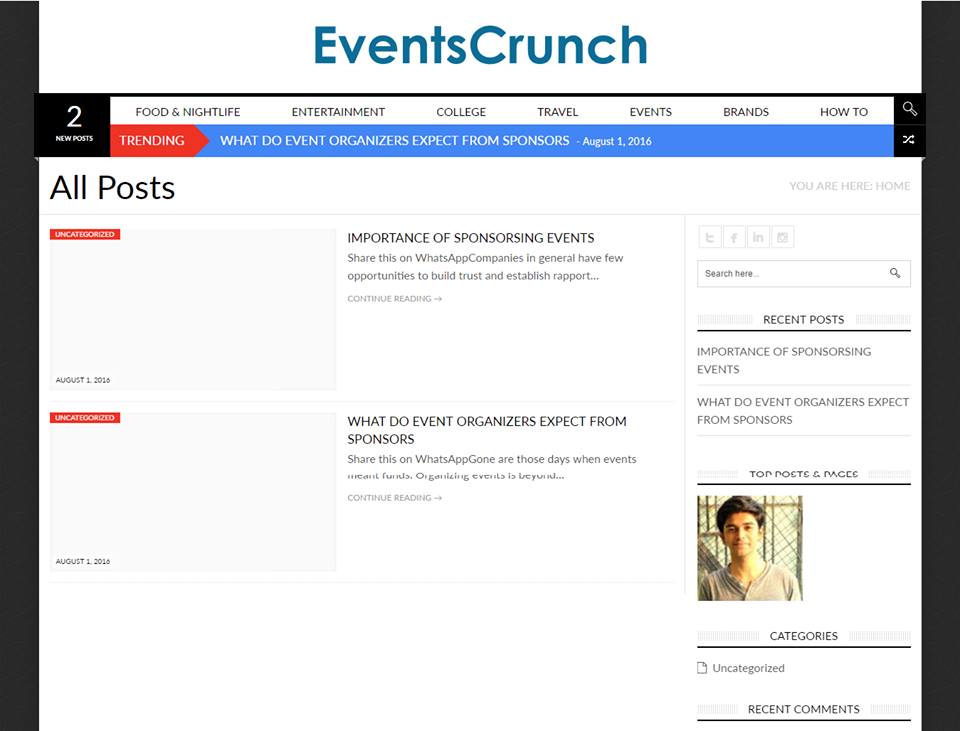 EventsCrunch
2
NEW POSTS
FOOD & NIGHTLIFE ENTERTAINMENT COLLEGE TRAVEL EVENTS BRANDS HOW TO
TRENDING WHAT DO EVENT ORGANIZERS EXPECT FROM SPONSORS - August 1, 2016
All Posts
YOU ARE HERE: HOME
UNCATEGORIZED
AUGUST 1, 2016
IMPORTANCE OF SPONSORSING EVENTS
Share this on WhatsAppCompanies in general have few
opportunities to build trust and establish rapport...
CONTINUE READING →
UNCATEGORIZED
AUGUST 1, 2016
WHAT DO EVENT ORGANIZERS EXPECT FROM
SPONSORS
Share this on WhatsAppGone are those days when events
meant funds. Organizing events is beyond...
CONTINUE READING →
Search here...
RECENT POSTS
IMPORTANCE OF SPONSORSING
EVENTS
WHAT DO EVENT ORGANIZERS EXPECT
FROM SPONSORS
TOP POSTS & PAGES
CATEGORIES
Uncategorized
RECENT COMMENTS